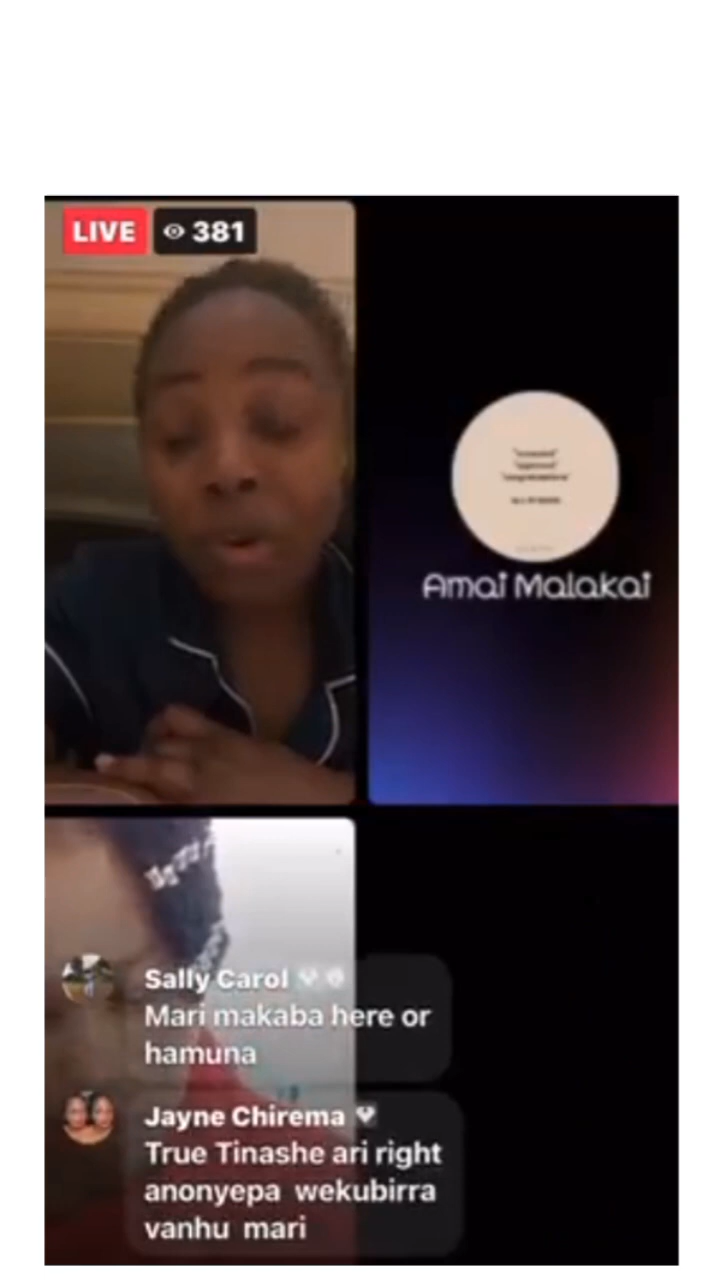 LIVE 381
Amai Malakai
Sally Carol
Mari makaba here or
hamuna
Jayne Chirema
True Tinashe ari right
anonyepa wekubirra
vanhu mari